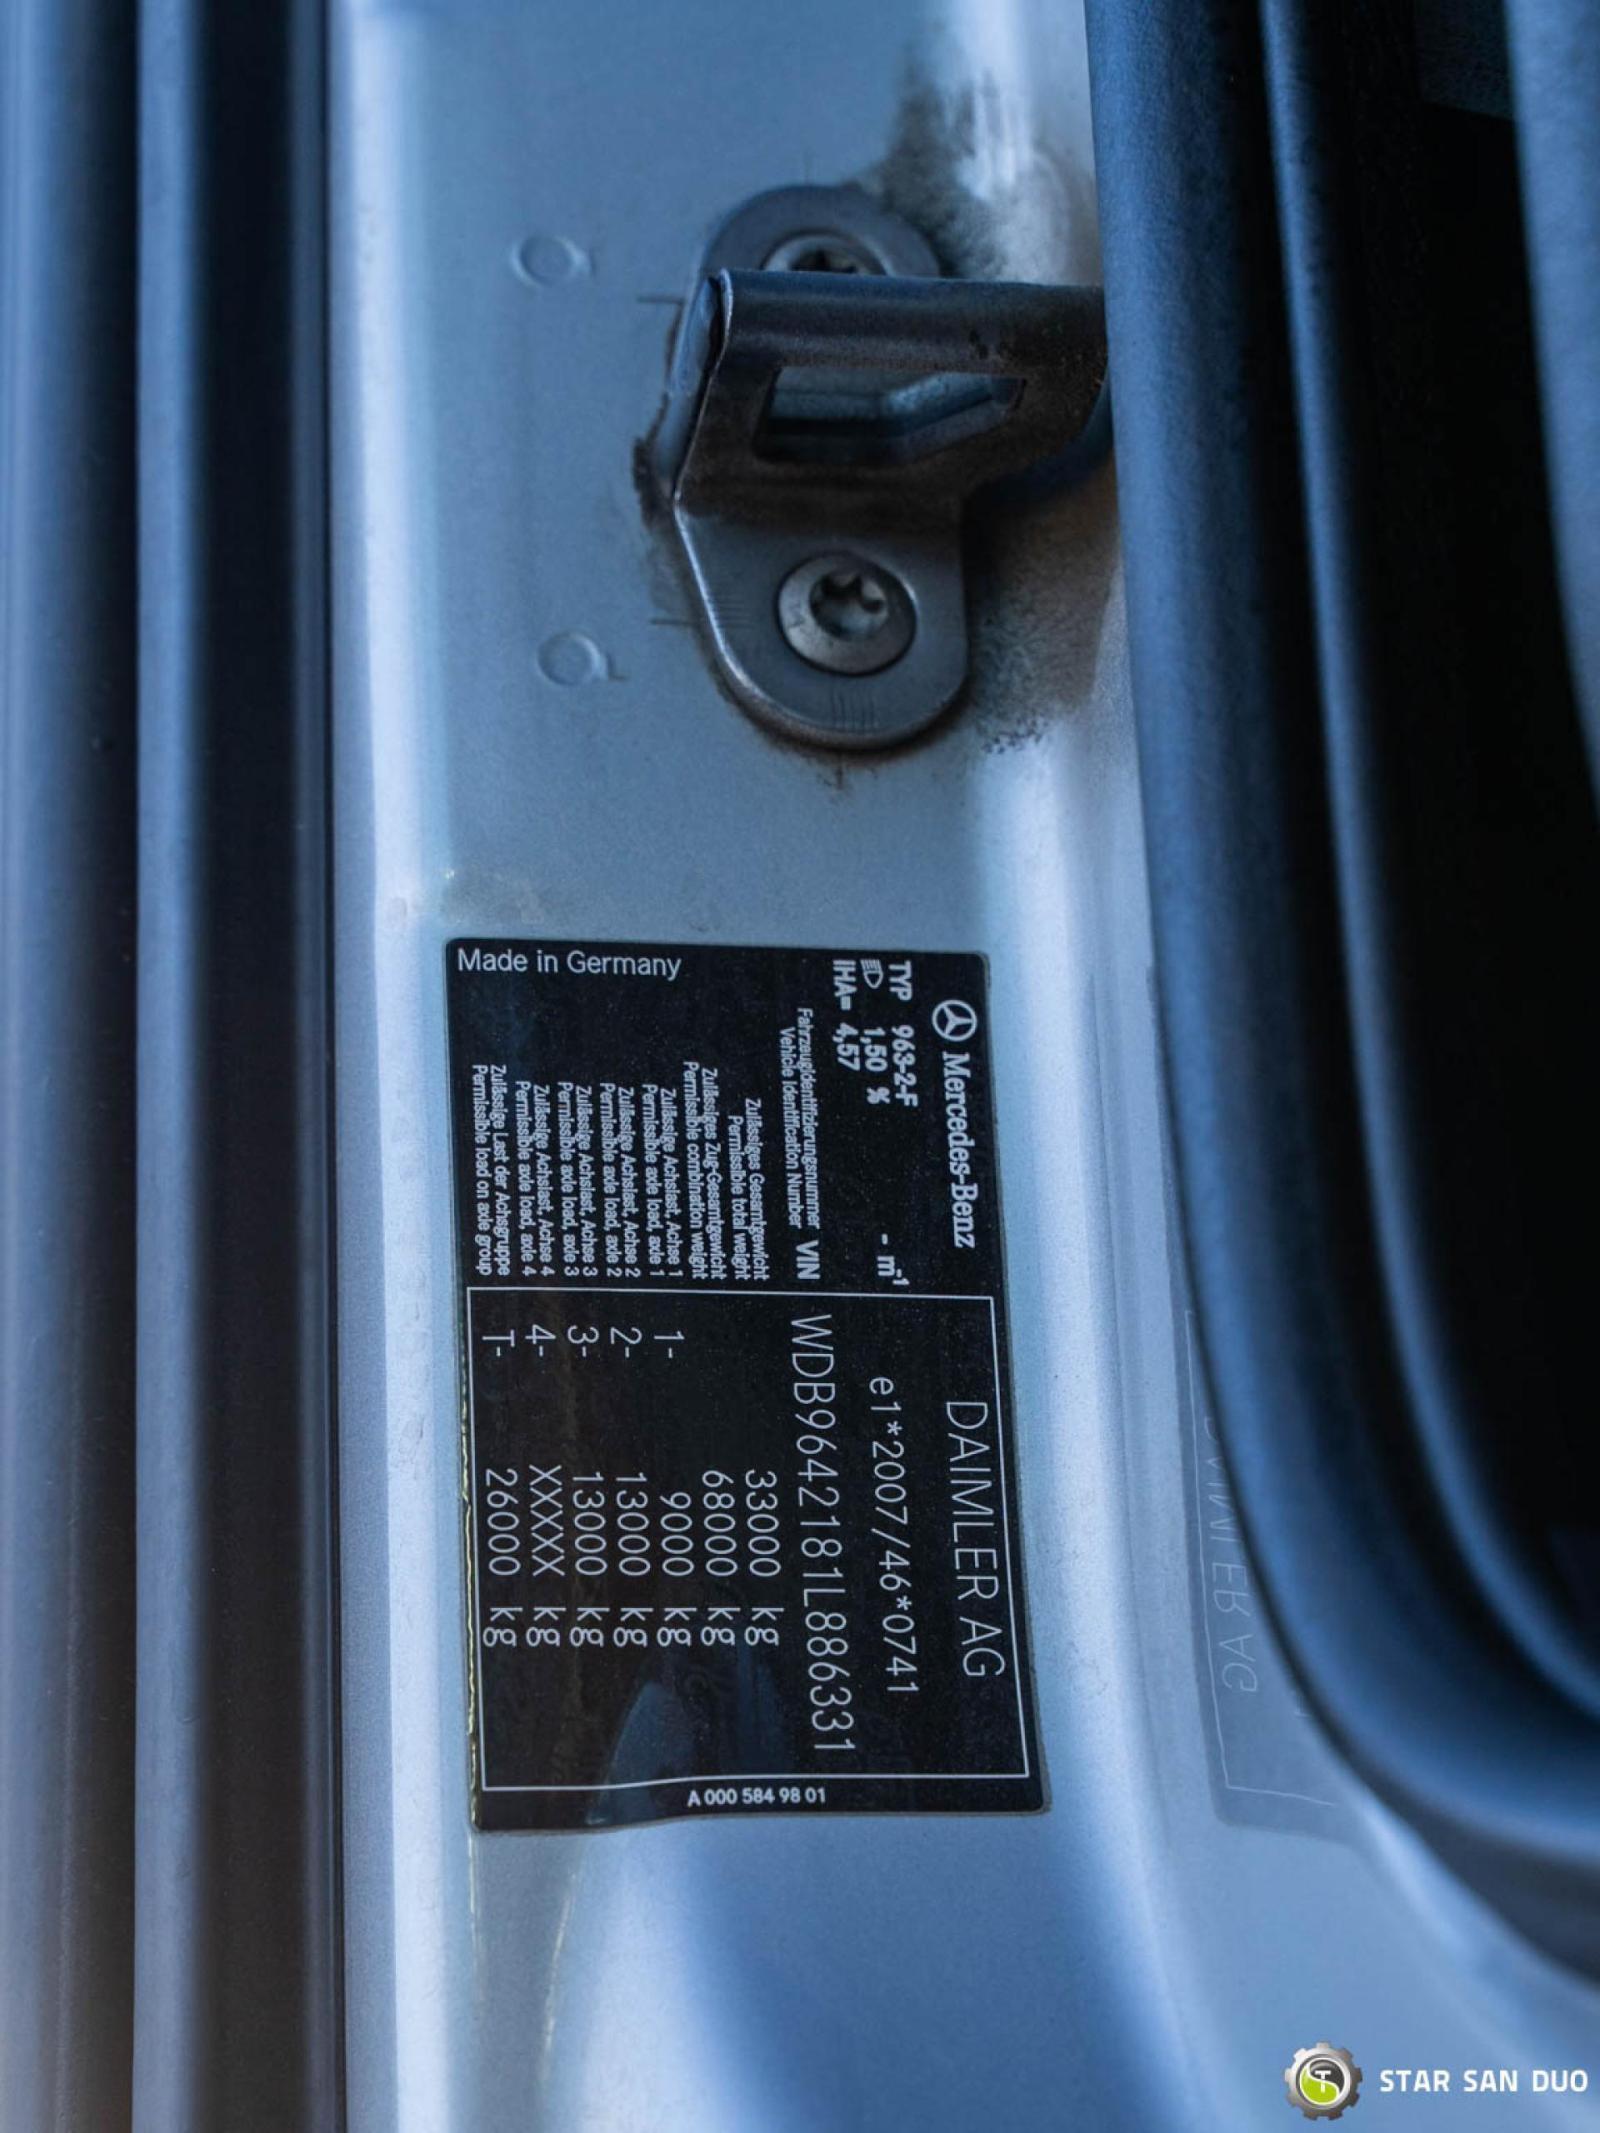 Mercedes-Benz
DAIMLER AG
TYP 963-2-F
1,50 % - m⁻¹ e1*2007/46*0741
IHA= 4,57
Fahrzeugidentifizierungsnummer
Vehicle Identification Number VIN WDB9642181L886331
Zulässiges Gesamtgewicht
Permissible total weight 33000 kg
Zulässiges Zug-Gesamtgewicht
Permissible combination weight 68000 kg
Zulässige Achslast, Achse 1
Permissible axle load, axle 1 1- 9000 kg
Zulässige Achslast, Achse 2
Permissible axle load, axle 2 2- 13000 kg
Zulässige Achslast, Achse 3
Permissible axle load, axle 3 3- 13000 kg
Zulässige Achslast, Achse 4
Permissible axle load, axle 4 4- XXXXX kg
Zulässige Last der Achsgruppe
Permissible load on axle group T- 26000 kg
Made in Germany
A 000 584 98 01
DAIMLER AG
STAR SAN DUO